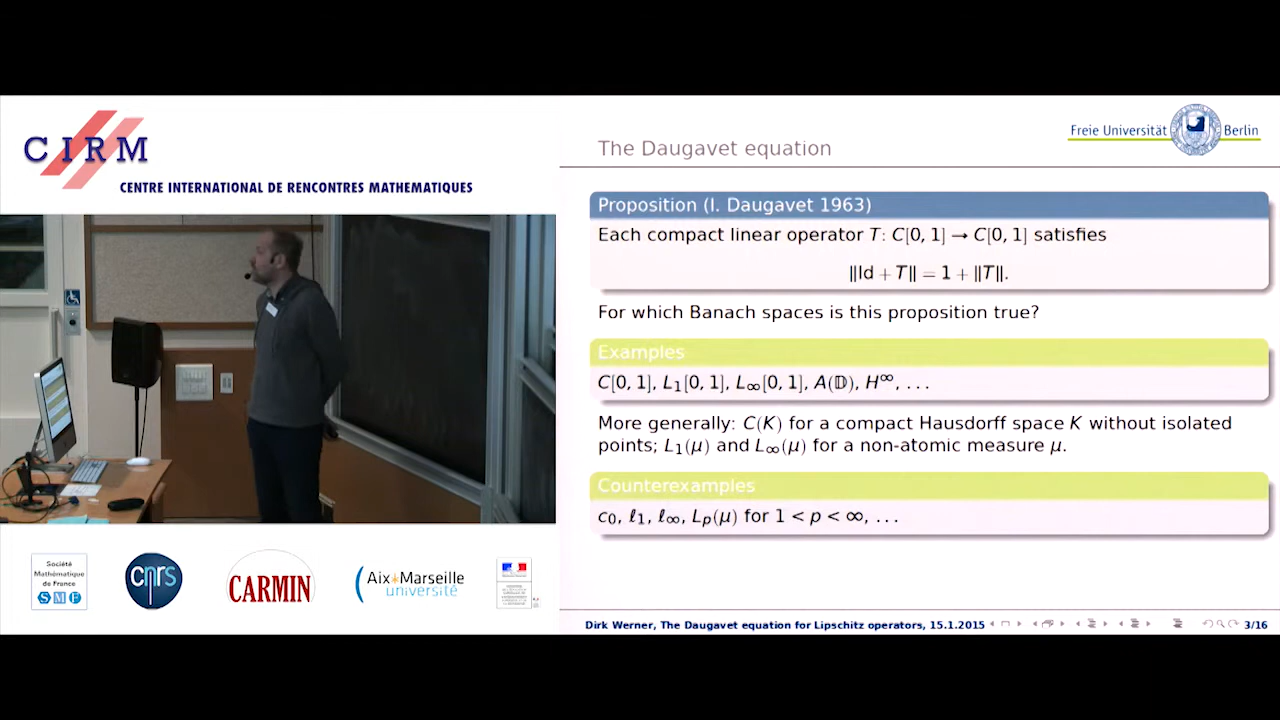 CIRM
CENTRE INTERNATIONAL DE RENCONTRES MATHEMATIQUES
Société
Mathématique
de France
SMF
cnrs
CARMIN
Aix*Marseille
université
Freie Universität Berlin
The Daugavet equation
Proposition (I. Daugavet 1963)
Each compact linear operator T: C[0, 1] → C[0, 1] satisfies
‖Id + T‖ = 1 + ‖T‖.
For which Banach spaces is this proposition true?
Examples
C[0, 1], L₁[0, 1], L∞[0, 1], A(𝔻), H^∞, ...
More generally: C(K) for a compact Hausdorff space K without isolated
points; L₁(μ) and L∞(μ) for a non-atomic measure μ.
Counterexamples
c₀, ℓ₁, ℓ∞, Lₚ(μ) for 1 < p < ∞, ...
Dirk Werner, The Daugavet equation for Lipschitz operators, 15.1.2015 3/16